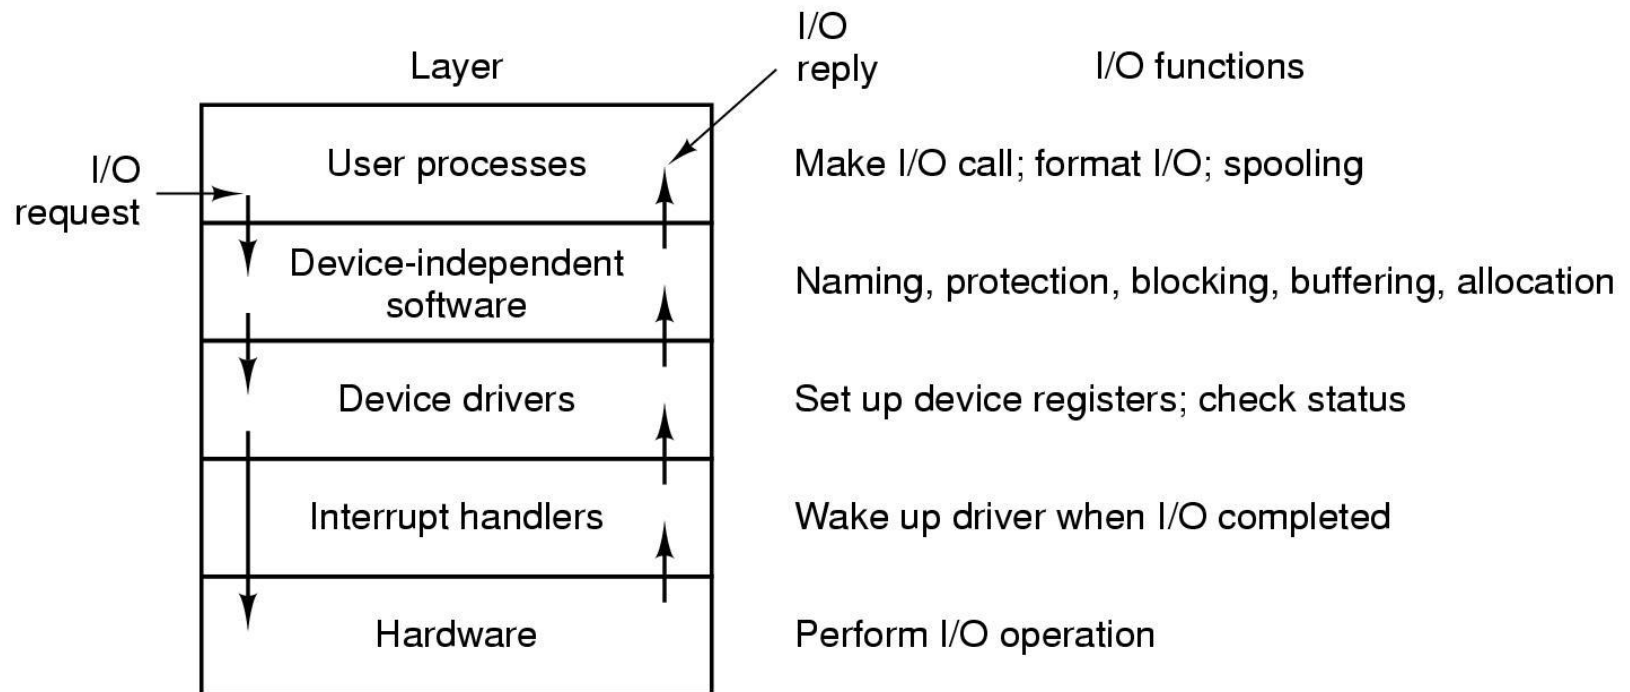 Layer
I/O
reply
I/O functions
I/O
request
User processes
Make I/O call; format I/O; spooling
Device-independent
software
Naming, protection, blocking, buffering, allocation
Device drivers
Set up device registers; check status
Interrupt handlers
Wake up driver when I/O completed
Hardware
Perform I/O operation